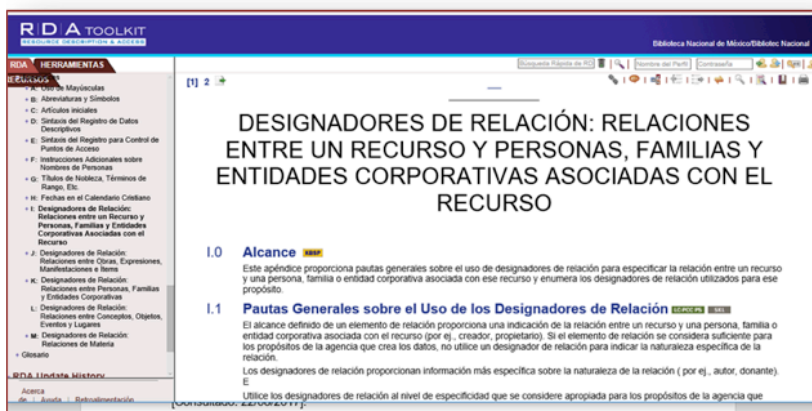 RDA TOOLKIT
RESOURCE DESCRIPTION & ACCESS
Biblioteca Nacional de México/Bibliotec Nacional
RDA HERRAMIENTAS
RECURSOS
Búsqueda Rápida de RD
Nombre del Perfil
Contraseña
A: Uso de Mayúsculas
B: Abreviaturas y Símbolos
C: Artículos iniciales
D: Sintaxis del Registro de Datos
Descriptivos
E: Sintaxis del Registro para Control de
Puntos de Acceso
F: Instrucciones Adicionales sobre
Nombres de Personas
G: Títulos de Nobleza, Términos de
Rango, Etc.
H: Fechas en el Calendario Cristiano
I: Designadores de Relación:
Relaciones entre un Recurso y
Personas, Familias y Entidades
Corporativas Asociadas con el
Recurso
J: Designadores de Relación:
Relaciones entre Obras, Expresiones,
Manifestaciones e Ítems
K: Designadores de Relación:
Relaciones entre Personas, Familias
y Entidades Corporativas
L: Designadores de Relación:
Relaciones entre Conceptos, Objetos,
Eventos y Lugares
M: Designadores de Relación:
Relaciones de Materia
Glosario
RDA Update History
Acerca
de | Ayuda | Retroalimentación
[1] 2
DESIGNADORES DE RELACIÓN: RELACIONES
ENTRE UN RECURSO Y PERSONAS, FAMILIAS Y
ENTIDADES CORPORATIVAS ASOCIADAS CON EL
RECURSO
I.0 Alcance
Este apéndice proporciona pautas generales sobre el uso de designadores de relación para especificar la relación entre un recurso
y una persona, familia o entidad corporativa asociada con ese recurso y enumera los designadores de relación utilizados para ese
propósito.
I.1 Pautas Generales sobre el Uso de los Designadores de Relación LC-PCC PS
El alcance definido de un elemento de relación proporciona una indicación de la relación entre un recurso y una persona, familia o
entidad corporativa asociada con el recurso (por ej., creador, propietario). Si el elemento de relación se considera suficiente para
los propósitos de la agencia que crea los datos, no utilice un designador de relación para indicar la naturaleza específica de la
relación.
Los designadores de relación proporcionan información más específica sobre la naturaleza de la relación ( por ej., autor, donante).
E
Utilice los designadores de relación al nivel de especificidad que se considere apropiada para los propósitos de la agencia que
[Consultado: 22/08/2017].